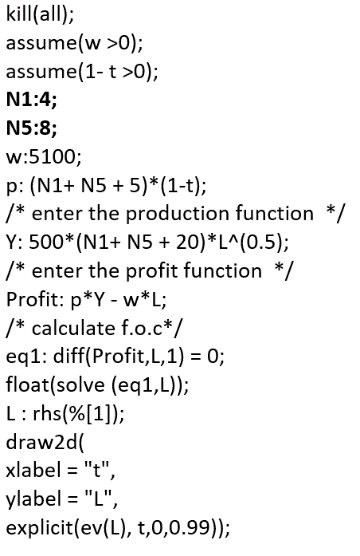 kill(all);
assume(w >0);
assume(1- t >0);
N1:4;
N5:8;
w:5100;
p: (N1+ N5 + 5)*(1-t);
/* enter the production function  */
Y: 500*(N1+ N5 + 20)*L^(0.5);
/* enter the profit function  */
Profit: p*Y - w*L;
/* calculate f.o.c*/
eq1: diff(Profit,L,1) = 0;
float(solve (eq1,L));
L : rhs(%[1]);
draw2d(
xlabel = "t",
ylabel = "L",
explicit(ev(L), t,0,0.99));